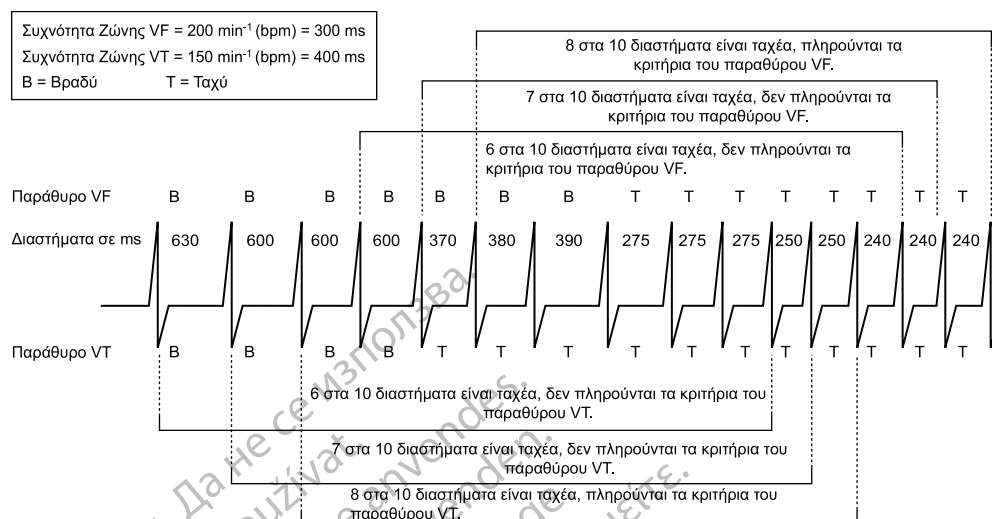 Συχνότητα Ζώνης VF = 200 min⁻¹ (bpm) = 300 ms
Συχνότητα Ζώνης VT = 150 min⁻¹ (bpm) = 400 ms
Β = Βραδύ Τ = Ταχύ
8 στα 10 διαστήματα είναι ταχέα, πληρούνται τα
κριτήρια του παραθύρου VF.
7 στα 10 διαστήματα είναι ταχέα, δεν πληρούνται τα
κριτήρια του παραθύρου VF.
6 στα 10 διαστήματα είναι ταχέα, δεν πληρούνται τα
κριτήρια του παραθύρου VF.
Παράθυρο VF Β Β Β Β Β Β Β Τ Τ Τ Τ Τ Τ Τ Τ
Διαστήματα σε ms 630 600 600 600 370 380 390 275 275 275 250 250 240 240 240
Παράθυρο VT Β Β Β Β Τ Τ Τ Τ Τ Τ Τ Τ Τ Τ Τ
6 στα 10 διαστήματα είναι ταχέα, δεν πληρούνται τα κριτήρια του
παραθύρου VT.
7 στα 10 διαστήματα είναι ταχέα, δεν πληρούνται τα κριτήρια του
παραθύρου VT.
8 στα 10 διαστήματα είναι ταχέα, πληρούνται τα κριτήρια του
παραθύρου VT.
Да не се използва.
anvendes.